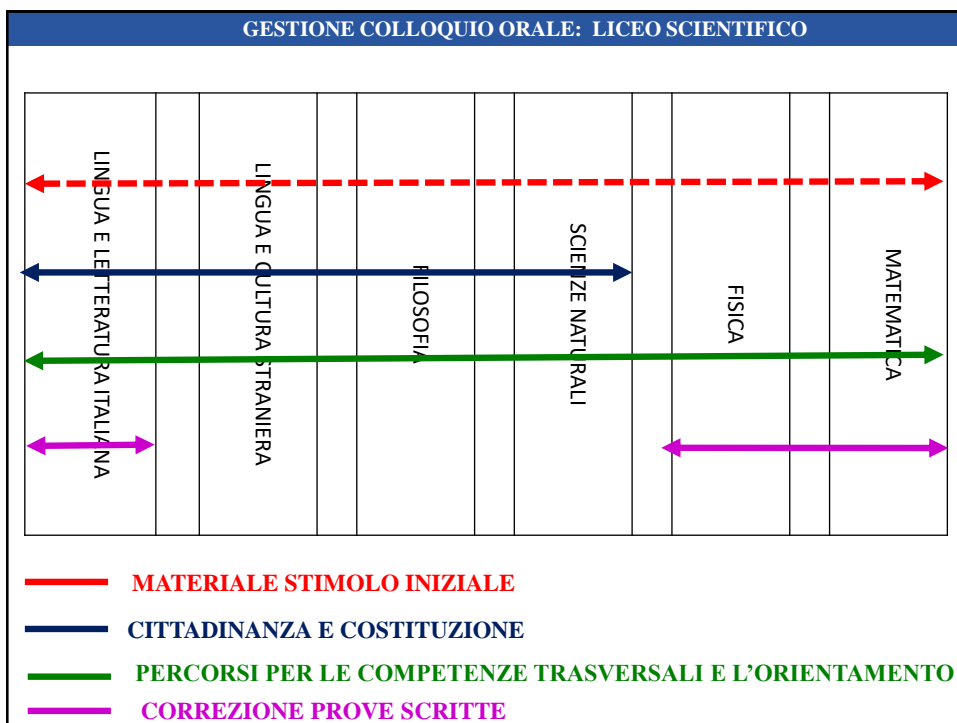 GESTIONE COLLOQUIO ORALE: LICEO SCIENTIFICO
LINGUA E LETTERATURA ITALIANA
LINGUA E CULTURA STRANIERA
FILOSOFIA
SCIENZE NATURALI
FISICA
MATEMATICA
MATERIALE STIMOLO INIZIALE
CITTADINANZA E COSTITUZIONE
PERCORSI PER LE COMPETENZE TRASVERSALI E L'ORIENTAMENTO
CORREZIONE PROVE SCRITTE